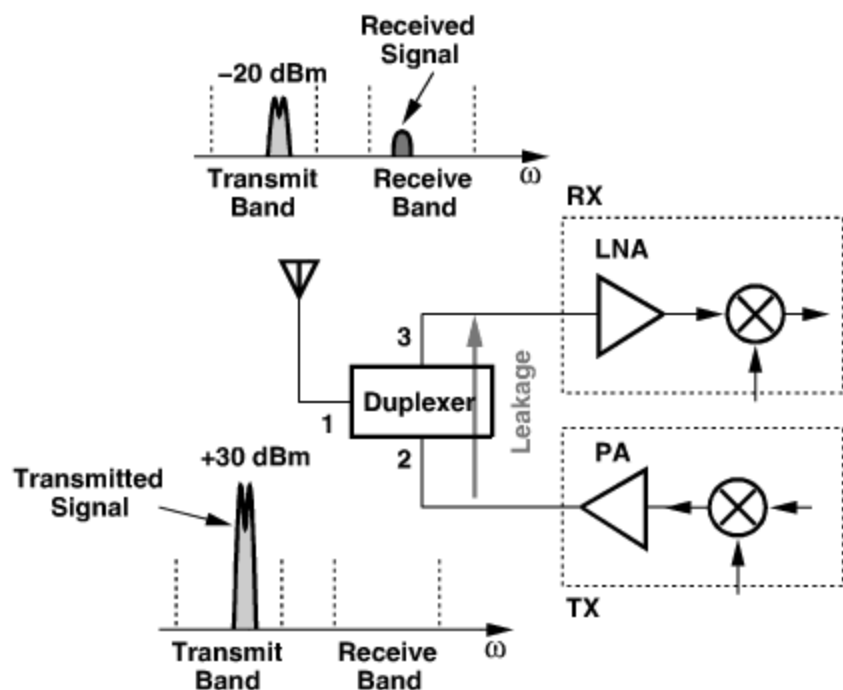 Received
Signal
−20 dBm
Transmit
Band
Receive
Band
ω
RX
LNA
3
Duplexer
Leakage
1
2
+30 dBm
PA
Transmitted
Signal
TX
Transmit
Band
Receive
Band
ω